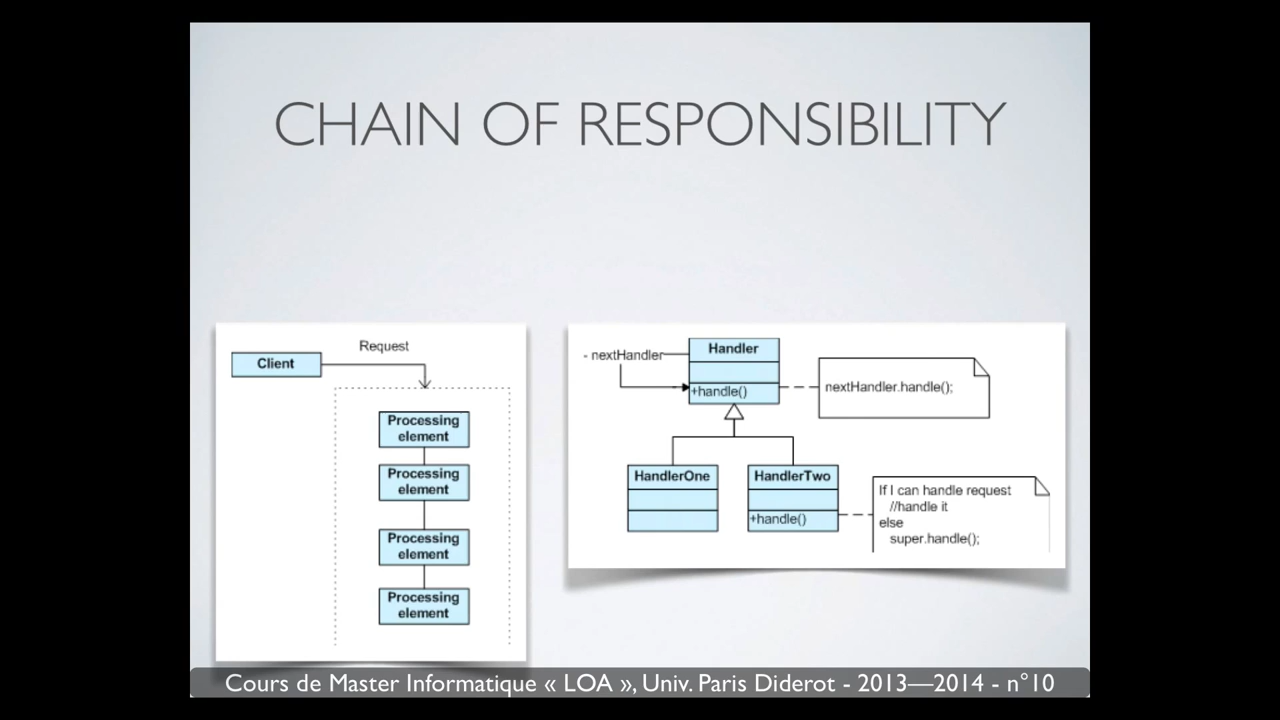 CHAIN OF RESPONSIBILITY
Request
Client
Processing
element
Processing
element
Processing
element
Processing
element
- nextHandler
Handler
+handle()
nextHandler.handle();
HandlerOne
HandlerTwo
+handle()
If I can handle request
//handle it
else
super.handle();
Cours de Master Informatique « LOA », Univ. Paris Diderot - 2013—2014 - n°10